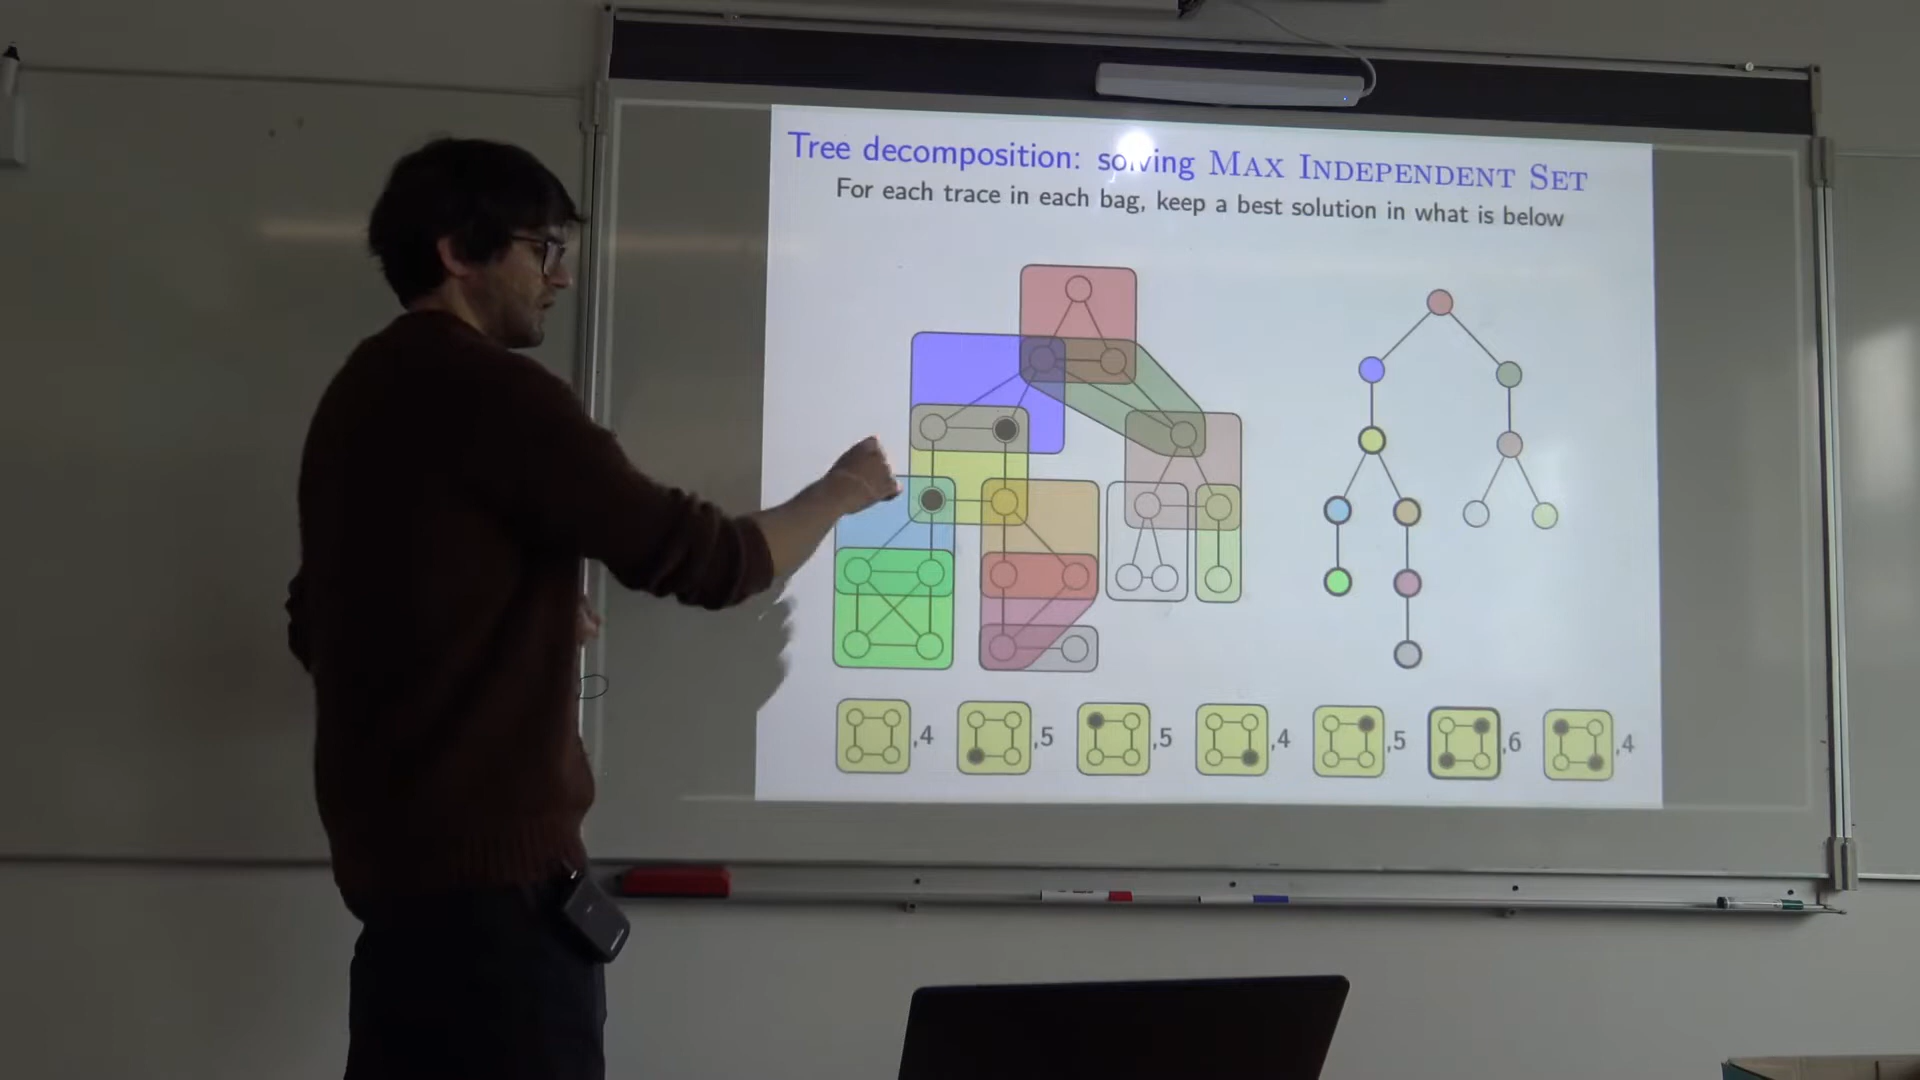 Tree decomposition: solving MAX INDEPENDENT SET
For each trace in each bag, keep a best solution in what is below
,4 ,5 ,5 ,4 ,5 ,6 ,4